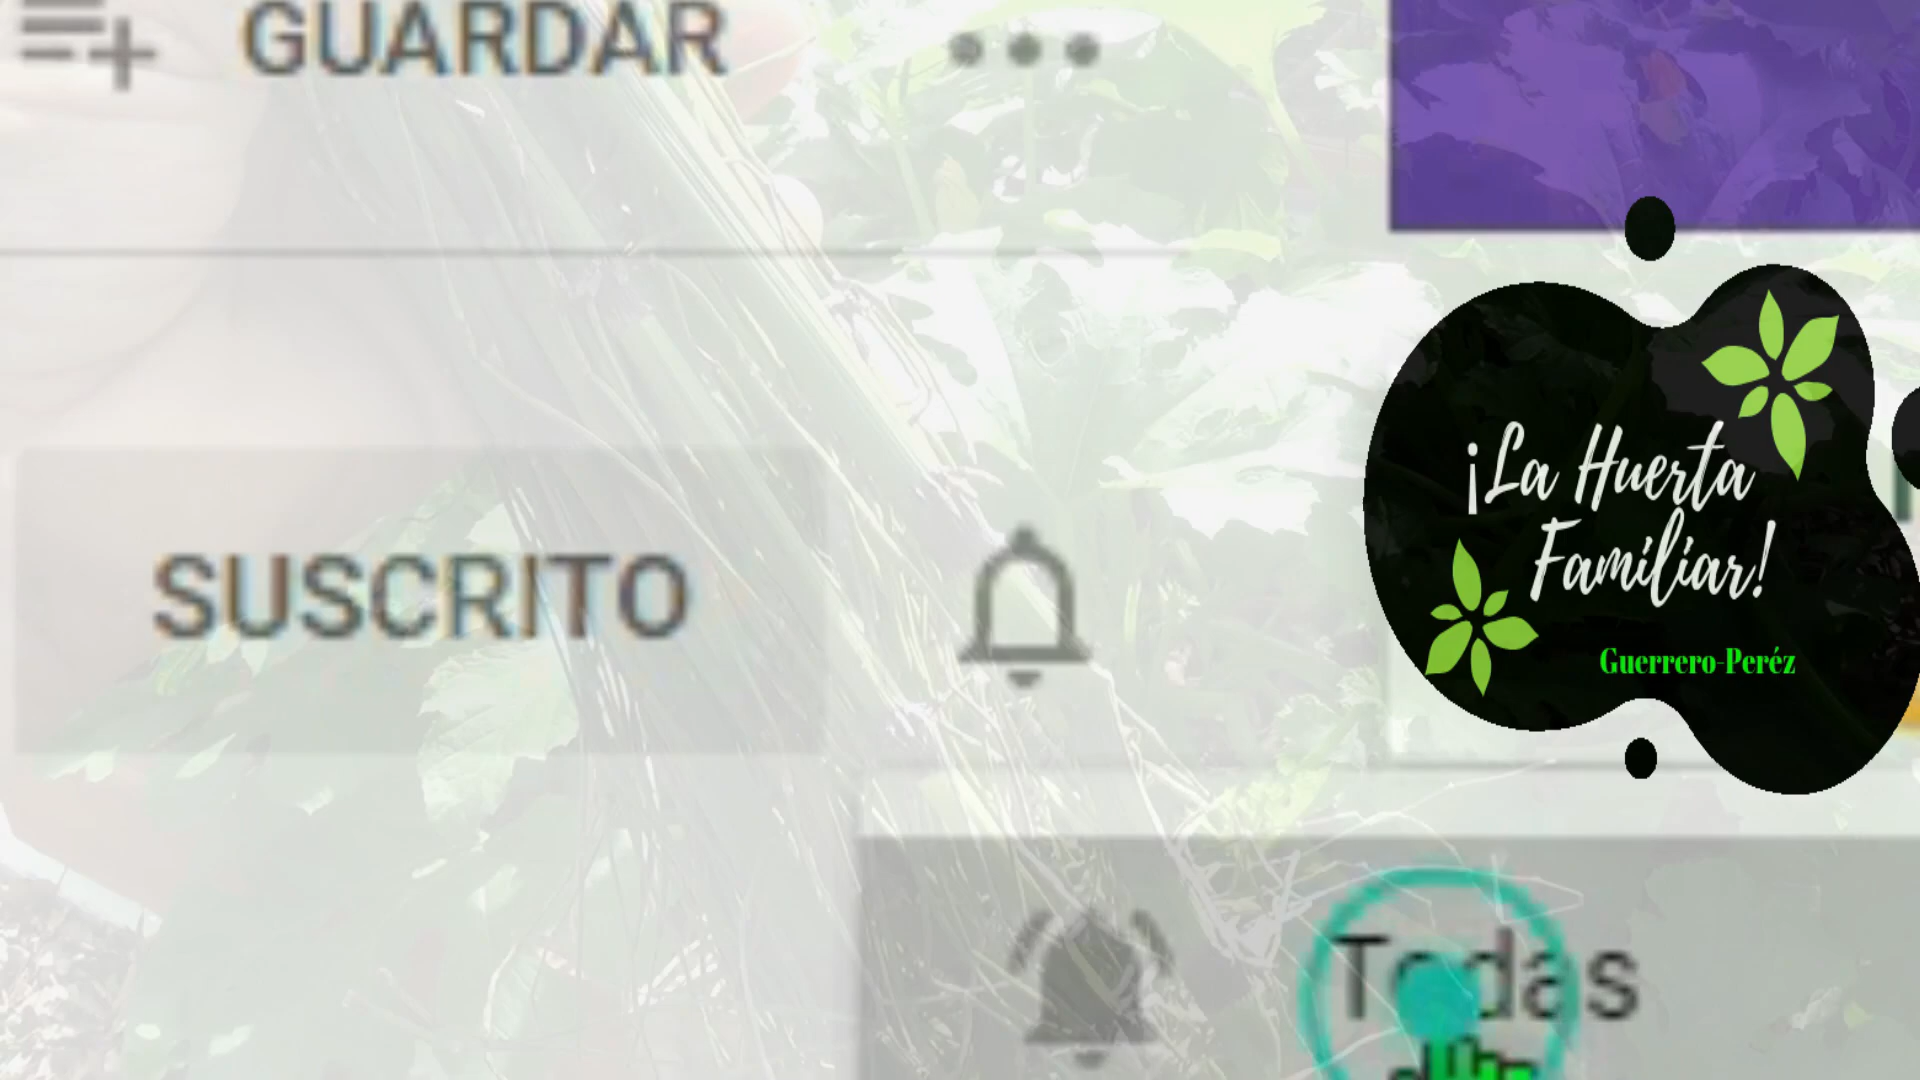 GUARDAR
SUSCRITO
¡La Huerta
Familiar!
Guerrero-Peréz
Todas